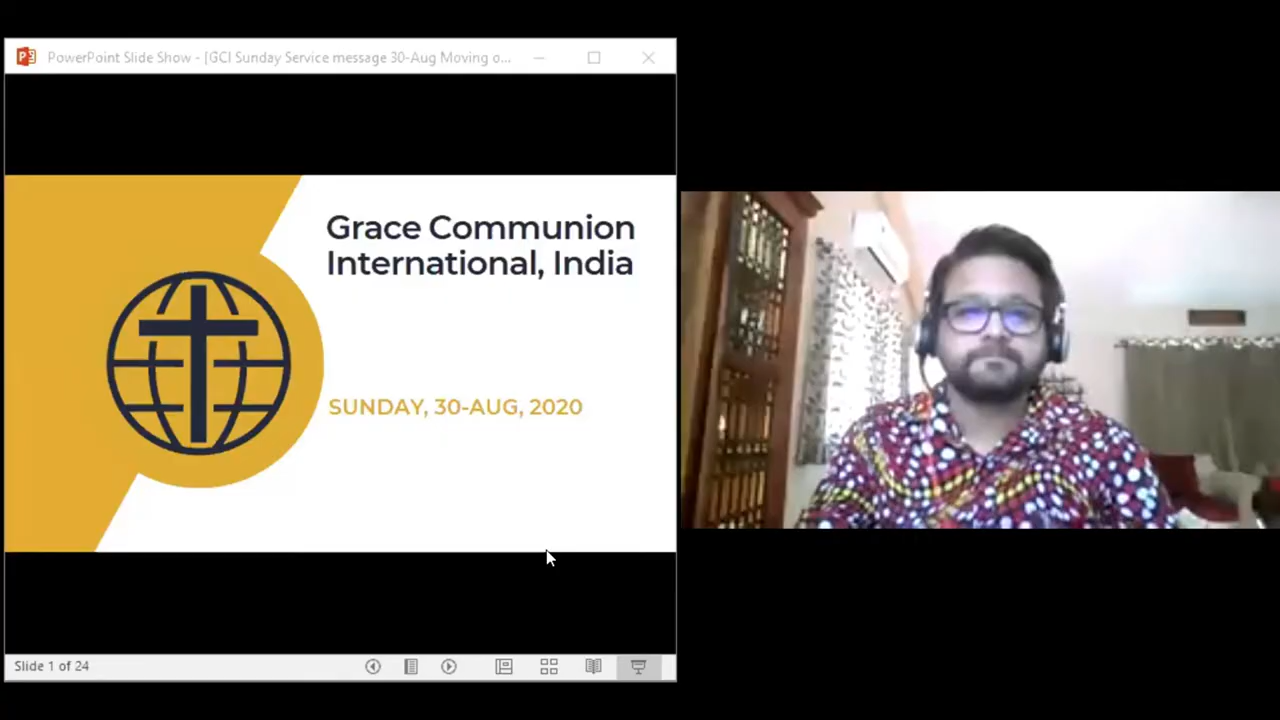 PowerPoint Slide Show - [GCI Sunday Service message 30-Aug Moving o...
Grace Communion
International, India
SUNDAY, 30-AUG, 2020
Slide 1 of 24